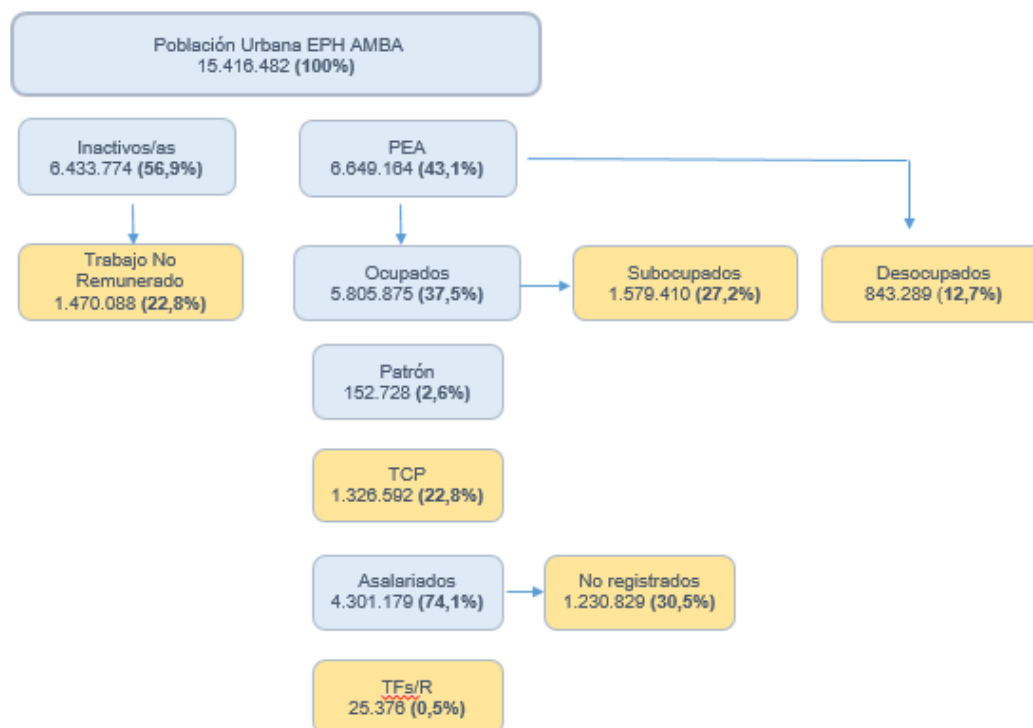 Población Urbana EPH AMBA
15.416.482 (100%)
Inactivos/as
6.433.774 (56,9%)
PEA
6.649.164 (43,1%)
Trabajo No
Remunerado
1.470.088 (22,8%)
Ocupados
5.805.875 (37,5%)
Subocupados
1.579.410 (27,2%)
Desocupados
843.289 (12,7%)
Patrón
152.728 (2,6%)
TCP
1.326.592 (22,8%)
Asalariados
4.301.179 (74,1%)
No registrados
1.230.829 (30,5%)
TFs/R
25.376 (0,5%)